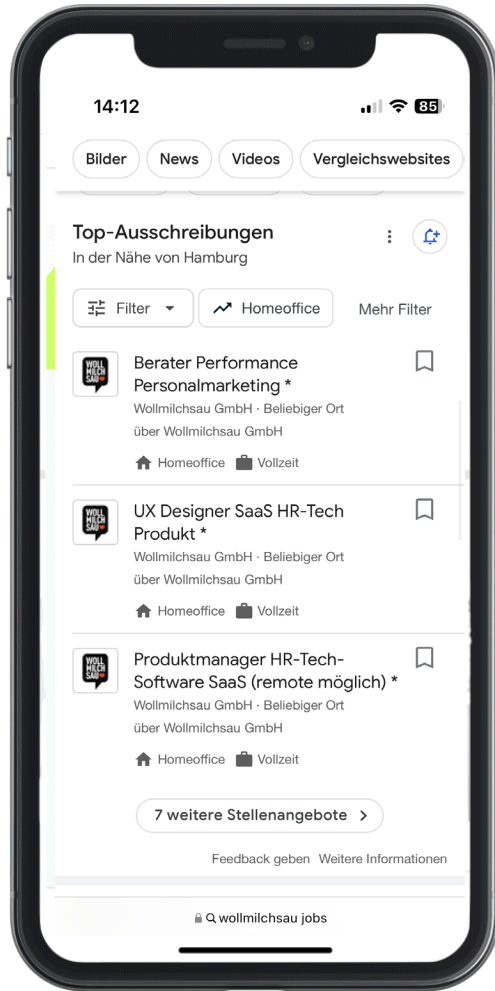 14:12
85
Bilder
News
Videos
Vergleichswebsites
Top-Ausschreibungen
In der Nähe von Hamburg
Filter
Homeoffice
Mehr Filter
WOLL
MILCH
SAU
Berater Performance
Personalmarketing *
Wollmilchsau GmbH · Beliebiger Ort
über Wollmilchsau GmbH
Homeoffice
Vollzeit
WOLL
MILCH
SAU
UX Designer SaaS HR-Tech
Produkt *
Wollmilchsau GmbH · Beliebiger Ort
über Wollmilchsau GmbH
Homeoffice
Vollzeit
WOLL
MILCH
SAU
Produktmanager HR-Tech-
Software SaaS (remote möglich) *
Wollmilchsau GmbH · Beliebiger Ort
über Wollmilchsau GmbH
Homeoffice
Vollzeit
7 weitere Stellenangebote
Feedback geben Weitere Informationen
wollmilchsau jobs